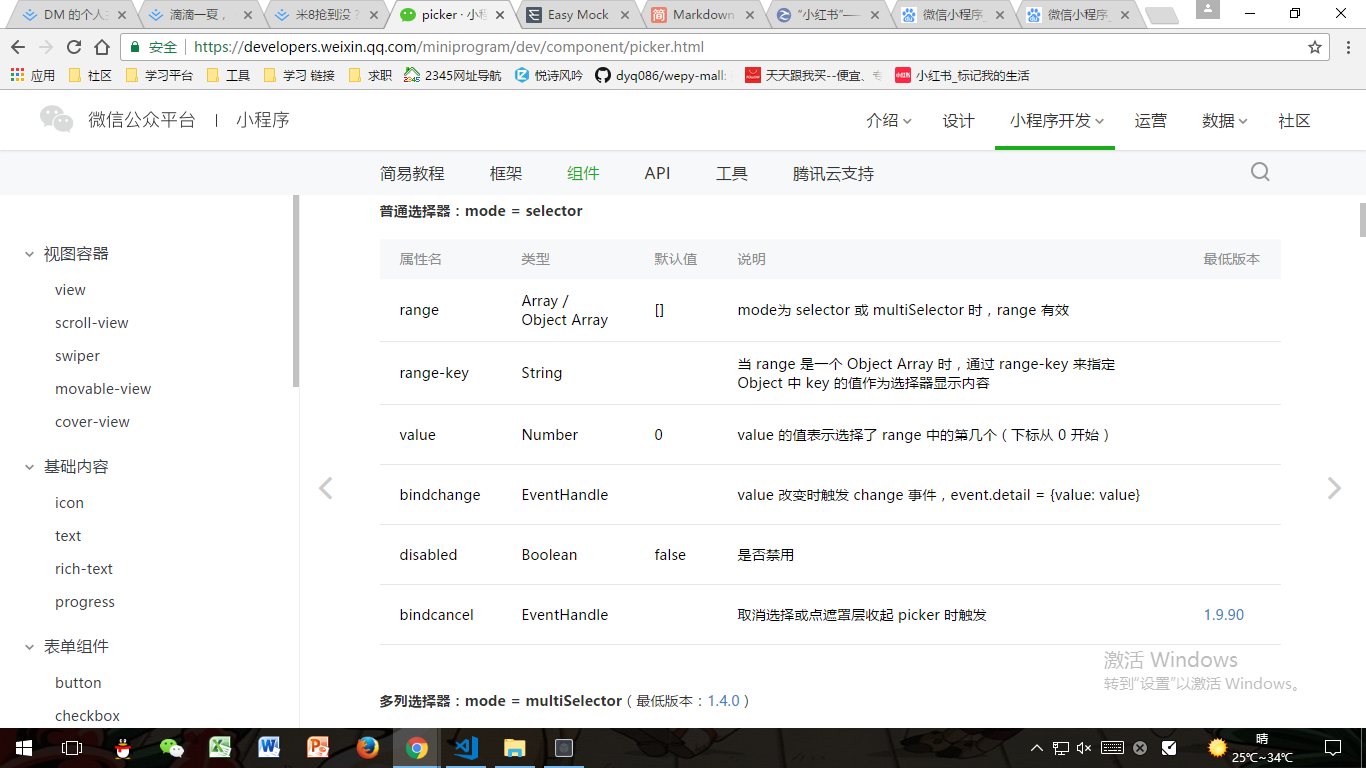 DM 的个人主
滴滴一夏，
米8抢到没？
picker · 小程
Easy Mock
Markdown
“小红书”——
微信小程序_
微信小程序_
安全 https://developers.weixin.qq.com/miniprogram/dev/component/picker.html
应用 社区 学习平台 工具 学习 链接 求职 2345网址导航 悦诗风吟 dyq086/wepy-mall: 天天跟我买--便宜、专 小红书_标记我的生活
微信公众平台 | 小程序 介绍 设计 小程序开发 运营 数据 社区
简易教程 框架 组件 API 工具 腾讯云支持
视图容器
view
scroll-view
swiper
movable-view
cover-view
基础内容
icon
text
rich-text
progress
表单组件
button
checkbox
普通选择器：mode = selector
属性名 类型 默认值 说明 最低版本
range Array / Object Array [] mode为 selector 或 multiSelector 时，range 有效
range-key String 当 range 是一个 Object Array 时，通过 range-key 来指定
Object 中 key 的值作为选择器显示内容
value Number 0 value 的值表示选择了 range 中的第几个（下标从 0 开始）
bindchange EventHandle value 改变时触发 change 事件，event.detail = {value: value}
disabled Boolean false 是否禁用
bindcancel EventHandle 取消选择或点遮罩层收起 picker 时触发 1.9.90
多列选择器：mode = multiSelector（最低版本：1.4.0）
激活 Windows
转到“设置”以激活 Windows。
晴
25℃~34℃